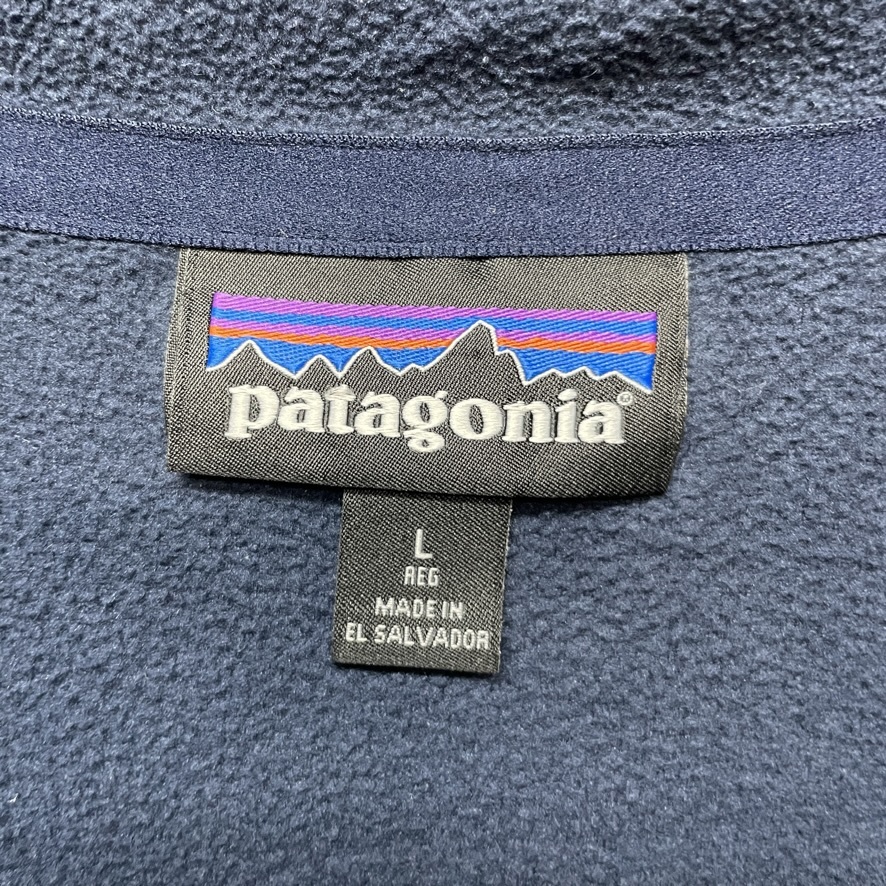 patagonia®
L
REG
MADE IN
EL SALVADOR